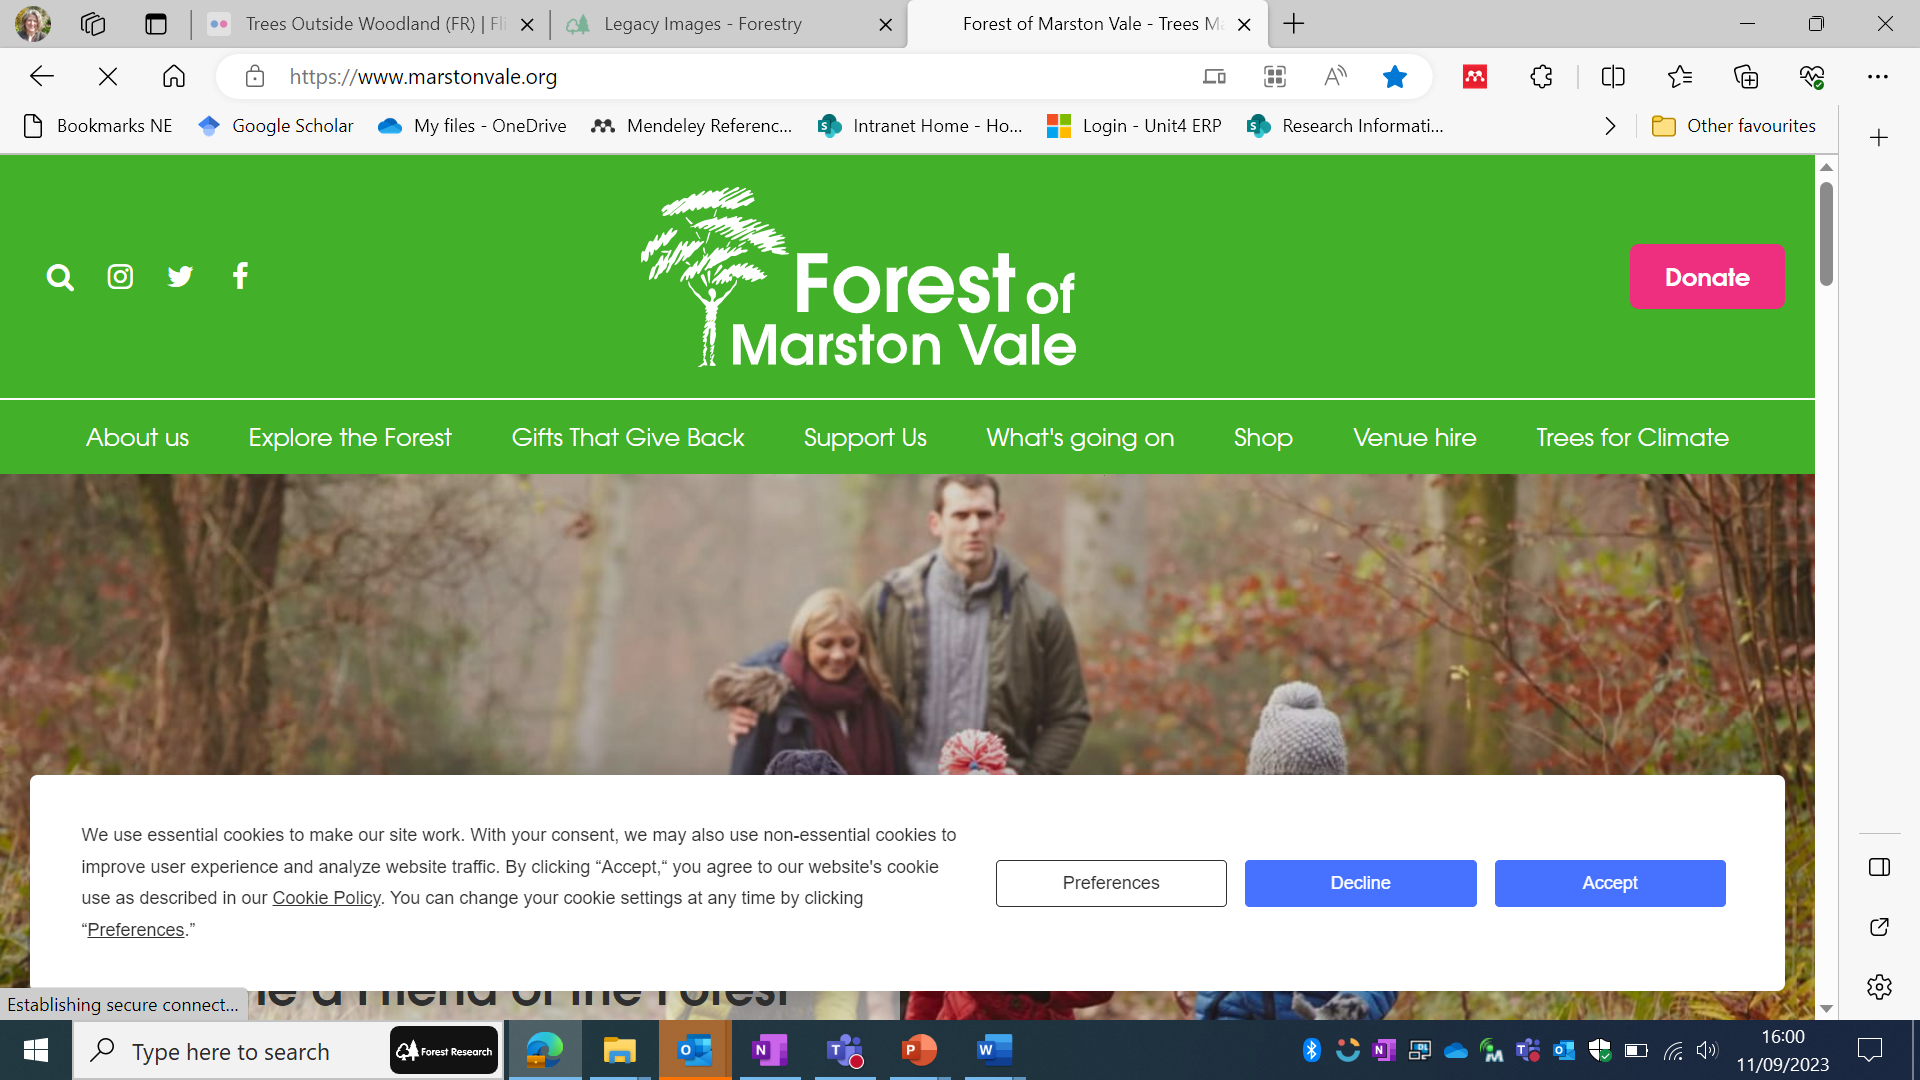 Trees Outside Woodland (FR) | Fli
Legacy Images - Forestry
Forest of Marston Vale - Trees Ma
https://www.marstonvale.org
Bookmarks NE
Google Scholar
My files - OneDrive
Mendeley Referenc...
Intranet Home - Ho...
Login - Unit4 ERP
Research Informati...
Other favourites
Forest of
Marston Vale
Donate
About us
Explore the Forest
Gifts That Give Back
Support Us
What's going on
Shop
Venue hire
Trees for Climate
We use essential cookies to make our site work. With your consent, we may also use non-essential cookies to
improve user experience and analyze website traffic. By clicking “Accept,“ you agree to our website's cookie
use as described in our Cookie Policy. You can change your cookie settings at any time by clicking
“Preferences.”
Preferences
Decline
Accept
Establishing secure connect...
a Friend of the Forest
Type here to search
Forest Research
16:00
11/09/2023